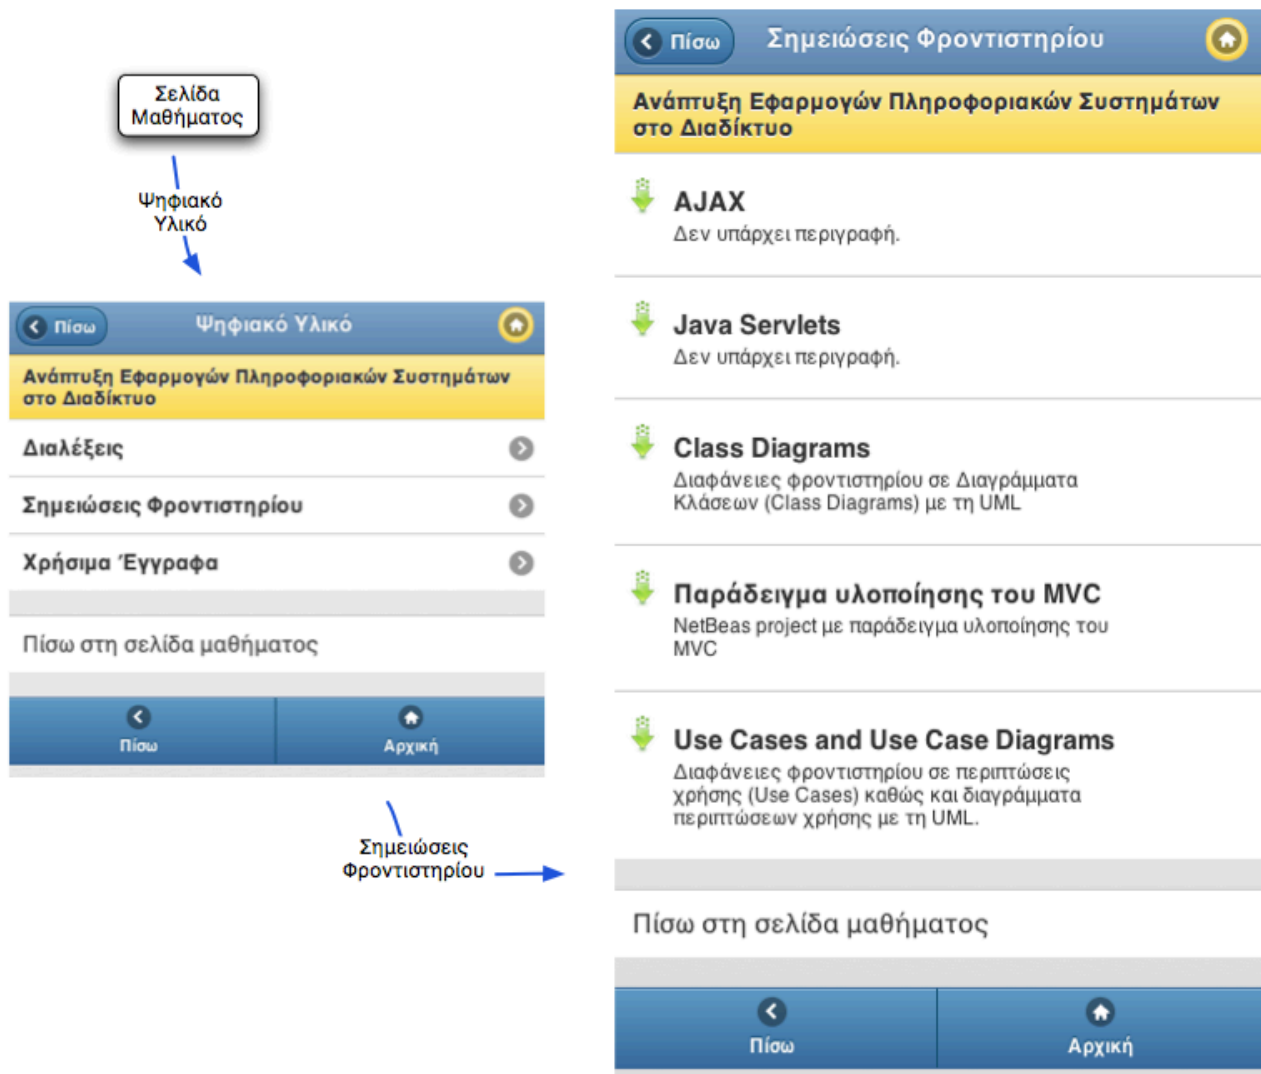 Σελίδα
Μαθήματος
Ψηφιακό
Υλικό
Πίσω
Ψηφιακό Υλικό
Ανάπτυξη Εφαρμογών Πληροφοριακών Συστημάτων
στο Διαδίκτυο
Διαλέξεις
Σημειώσεις Φροντιστηρίου
Χρήσιμα Έγγραφα
Πίσω στη σελίδα μαθήματος
Πίσω
Αρχική
Σημειώσεις
Φροντιστηρίου
Πίσω
Σημειώσεις Φροντιστηρίου
Ανάπτυξη Εφαρμογών Πληροφοριακών Συστημάτων
στο Διαδίκτυο
AJAX
Δεν υπάρχει περιγραφή.
Java Servlets
Δεν υπάρχει περιγραφή.
Class Diagrams
Διαφάνειες φροντιστηρίου σε Διαγράμματα
Κλάσεων (Class Diagrams) με τη UML
Παράδειγμα υλοποίησης του MVC
NetBeas project με παράδειγμα υλοποίησης του
MVC
Use Cases and Use Case Diagrams
Διαφάνειες φροντιστηρίου σε περιπτώσεις
χρήσης (Use Cases) καθώς και διαγράμματα
περιπτώσεων χρήσης με τη UML.
Πίσω στη σελίδα μαθήματος
Πίσω
Αρχική